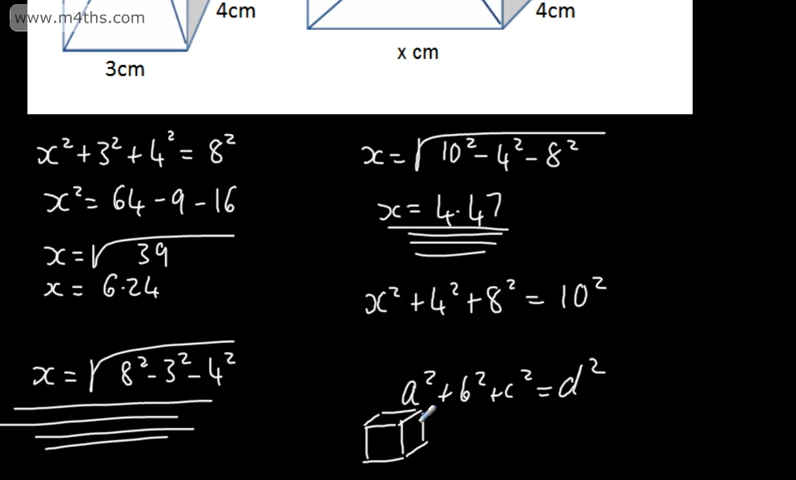 www.m4ths.com
4cm
4cm
3cm
x cm
x² + 3² + 4² = 8²
x² = 64 - 9 - 16
x = √39
x = 6·24
x = √8² - 3² - 4²
x = √10² - 4² - 8²
x = 4·47
x² + 4² + 8² = 10²
a² + b² + c² = d²